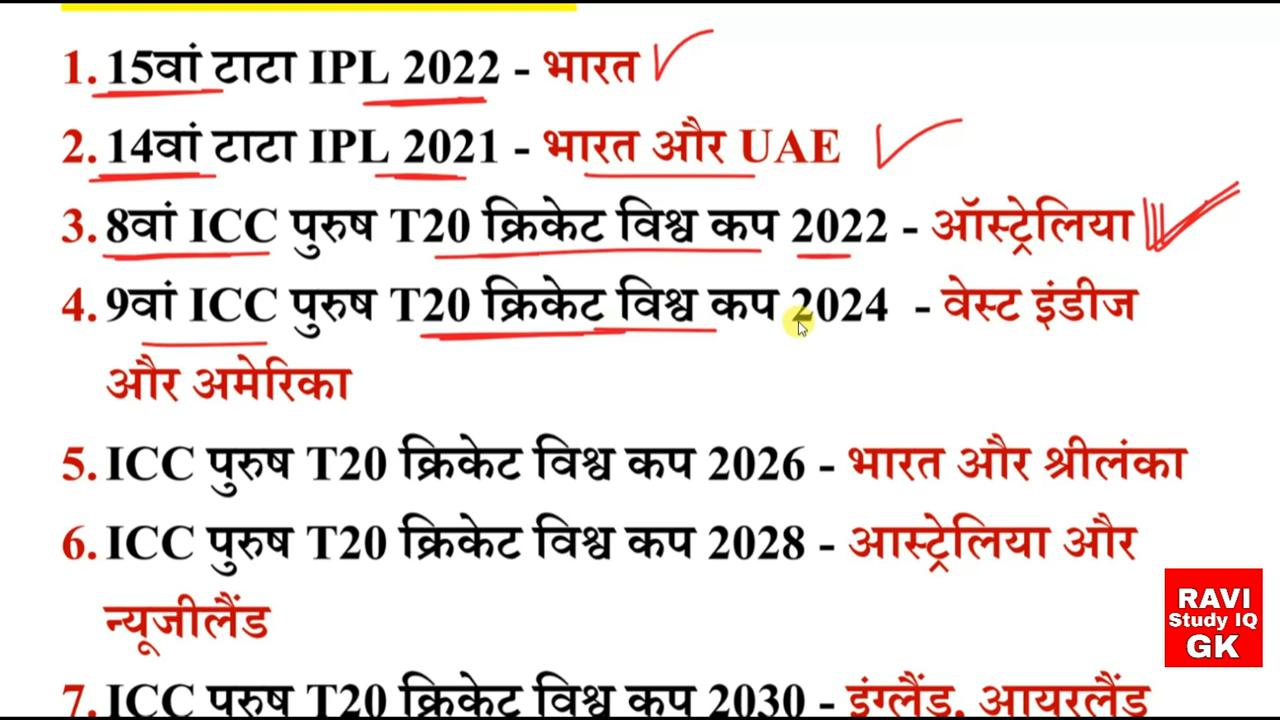 1. 15वां टाटा IPL 2022 - भारत
2. 14वां टाटा IPL 2021 - भारत और UAE
3. 8वां ICC पुरुष T20 क्रिकेट विश्व कप 2022 - ऑस्ट्रेलिया
4. 9वां ICC पुरुष T20 क्रिकेट विश्व कप 2024 - वेस्ट इंडीज
और अमेरिका
5. ICC पुरुष T20 क्रिकेट विश्व कप 2026 - भारत और श्रीलंका
6. ICC पुरुष T20 क्रिकेट विश्व कप 2028 - आस्ट्रेलिया और
न्यूजीलैंड
7. ICC पुरुष T20 क्रिकेट विश्व कप 2030 - इंग्लैंड, आयरलैंड
RAVI
Study IQ
GK